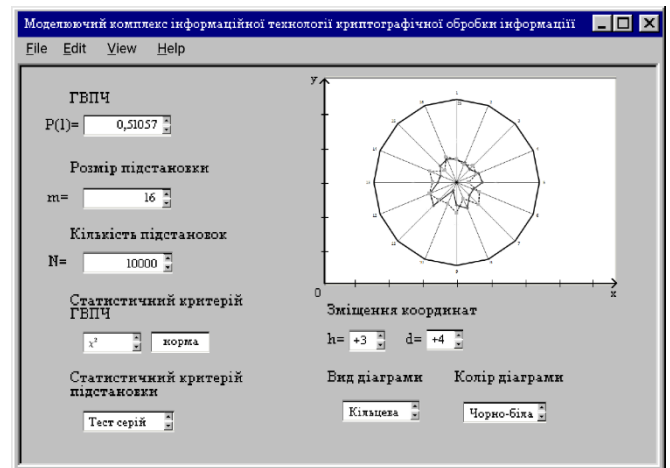 Моделюючий комплекс інформаційної технології криптографічної обробки інформаціїї
File Edit View Help
ГВПЧ
P(1)= 0,51057
Розмір підстановки
m= 16
Кількість підстановок
N= 10000
Статистичний критерій
ГВПЧ
χ² норма
Статистичний критерій
підстановки
Тест серій
y
0
x
Зміщення координат
h= +3 d= +4
Вид діаграми Колір діаграми
Кільцева Чорно-біла